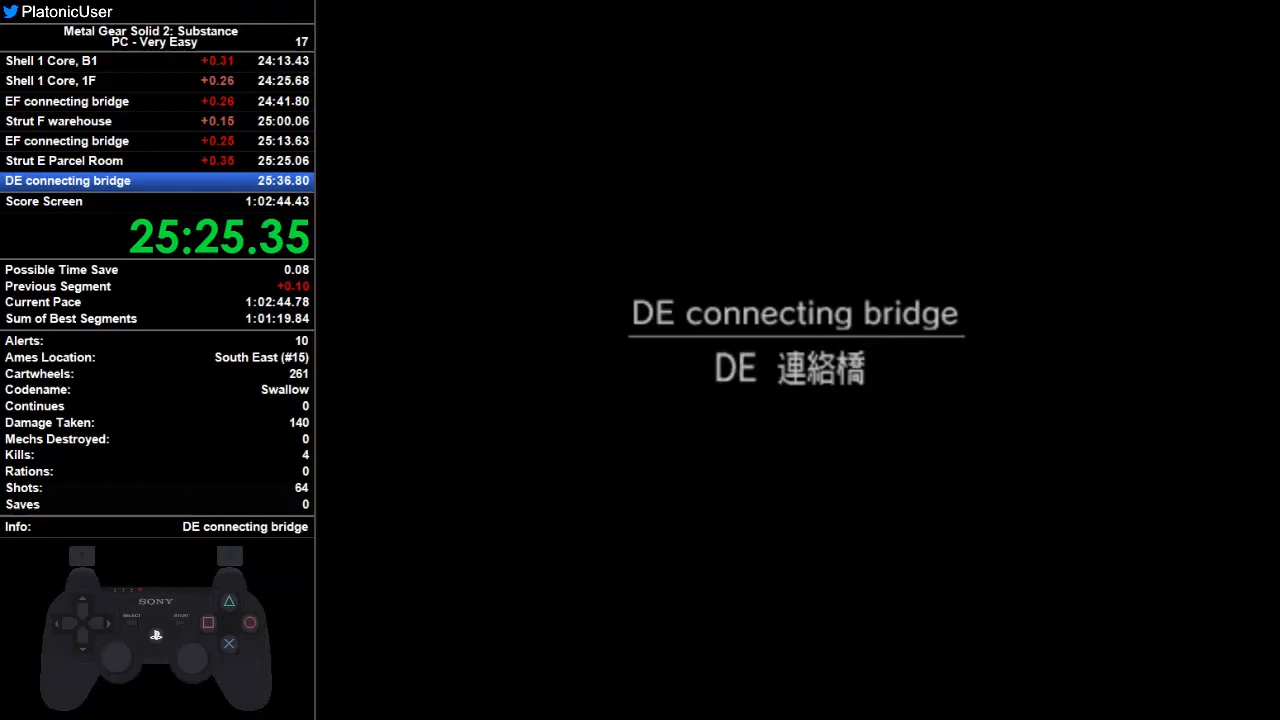 PlatonicUser
Metal Gear Solid 2: Substance
PC - Very Easy 17
Shell 1 Core, B1 +0.31 24:13.43
Shell 1 Core, 1F +0.26 24:25.68
EF connecting bridge +0.26 24:41.80
Strut F warehouse +0.15 25:00.06
EF connecting bridge +0.25 25:13.63
Strut E Parcel Room +0.35 25:25.06
DE connecting bridge 25:36.80
Score Screen 1:02:44.43
25:25.35
Possible Time Save 0.08
Previous Segment +0.10
Current Pace 1:02:44.78
Sum of Best Segments 1:01:19.84
Alerts: 10
Ames Location: South East (#15)
Cartwheels: 261
Codename: Swallow
Continues 0
Damage Taken: 140
Mechs Destroyed: 0
Kills: 4
Rations: 0
Shots: 64
Saves 0
Info: DE connecting bridge
SONY
SELECT START
DE connecting bridge
DE 連絡橋